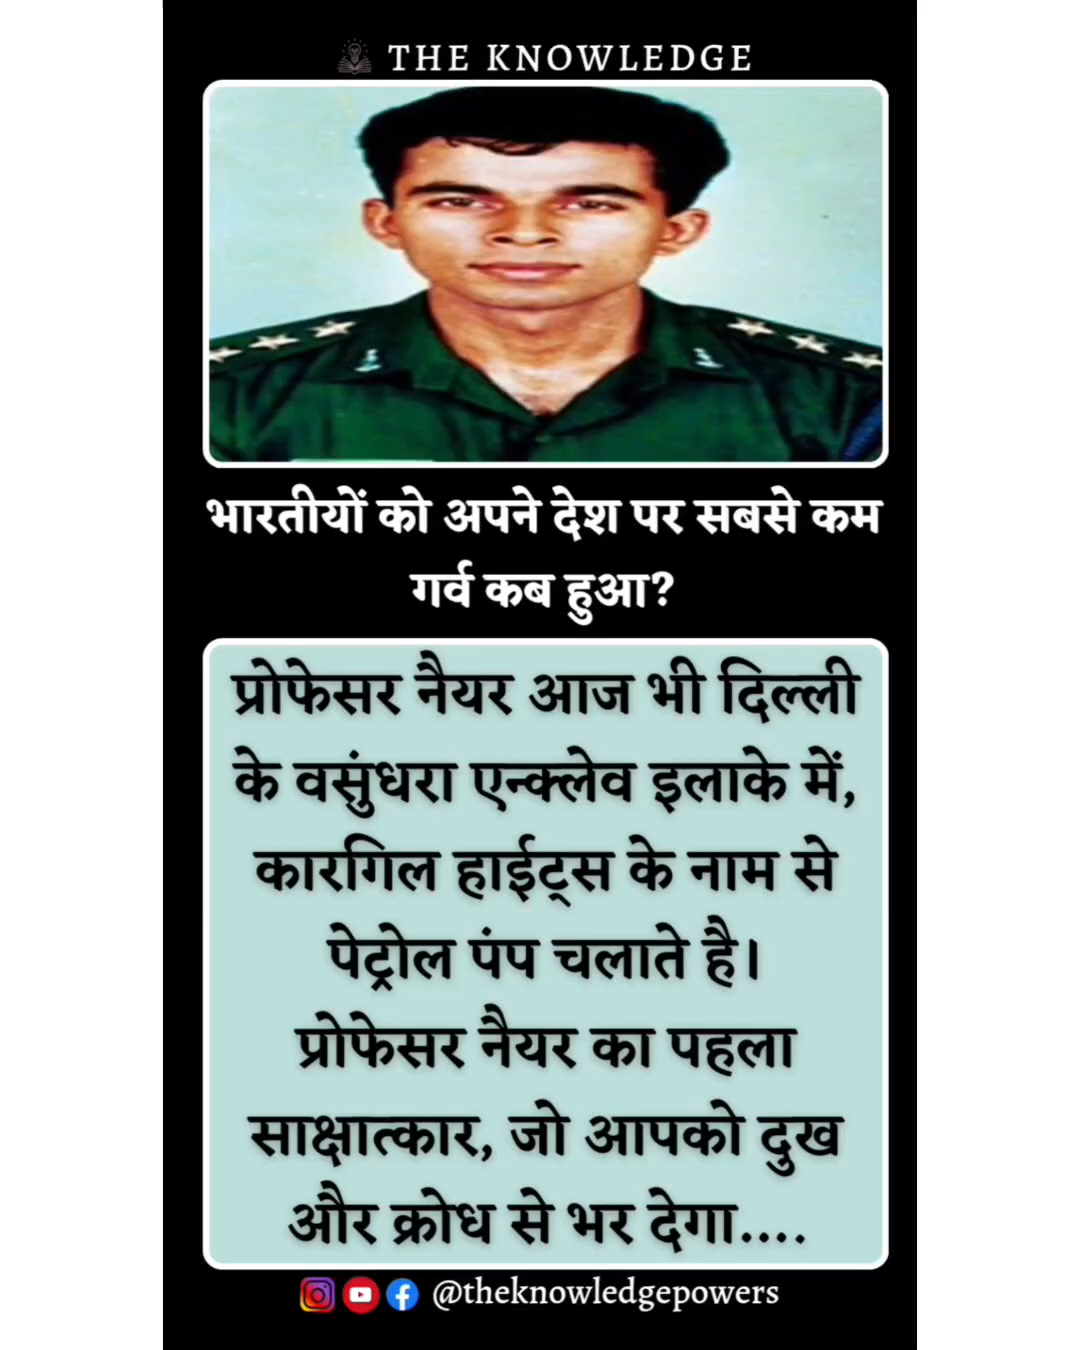 THE KNOWLEDGE
भारतीयों को अपने देश पर सबसे कम
गर्व कब हुआ?
प्रोफेसर नैयर आज भी दिल्ली
के वसुंधरा एन्क्लेव इलाके में,
कारगिल हाईट्स के नाम से
पेट्रोल पंप चलाते है।
प्रोफेसर नैयर का पहला
साक्षात्कार, जो आपको दुख
और क्रोध से भर देगा....
@theknowledgepowers